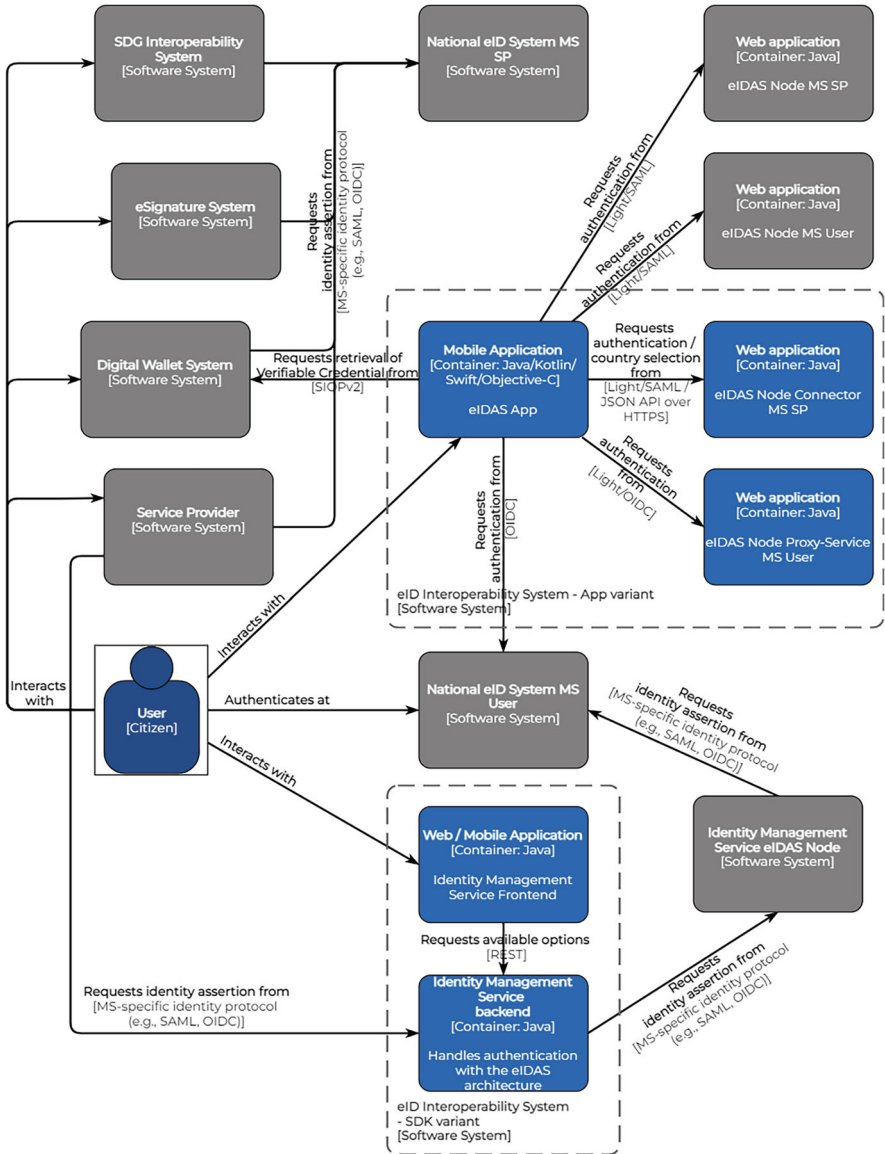 SDG Interoperability
System
[Software System]
National eID System MS
SP
[Software System]
Web application
[Container: Java]
eIDAS Node MS SP
eSignature System
[Software System]
Requests
identity assertion from
[MS-specific identity protocol
(e.g., SAML, OIDC)]
Requests
authentication from
[Light/SAML]
Web application
[Container: Java]
eIDAS Node MS User
Requests
authentication from
[Light/SAML]
Digital Wallet System
[Software System]
Requests retrieval of
Verifiable Credential from
[SIOPv2]
Mobile Application
[Container: Java/Kotlin/
Swift/Objective-C]
eIDAS App
Requests
authentication /
country selection
from
[Light/SAML /
JSON API over
HTTPS]
Web application
[Container: Java]
eIDAS Node Connector
MS SP
Service Provider
[Software System]
Requests
authentication from
[OIDC]
Requests
authentication
from
[Light/OIDC]
Web application
[Container: Java]
eIDAS Node Proxy-Service
MS User
eID Interoperability System - App variant
[Software System]
Interacts with
Interacts
with
User
[Citizen]
Authenticates at
National eID System MS
User
[Software System]
Requests
identity assertion from
[MS-specific identity protocol
(e.g., SAML, OIDC)]
Interacts with
Web / Mobile Application
[Container: Java]
Identity Management
Service Frontend
Identity Management
Service eIDAS Node
[Software System]
Requests available options
[REST]
Requests identity assertion from
[MS-specific identity protocol
(e.g., SAML, OIDC)]
Identity Management
Service
backend
[Container: Java]
Handles authentication
with the eIDAS
architecture
Requests
identity assertion from
[MS-specific identity protocol
(e.g., SAML, OIDC)]
eID Interoperability System
- SDK variant
[Software System]